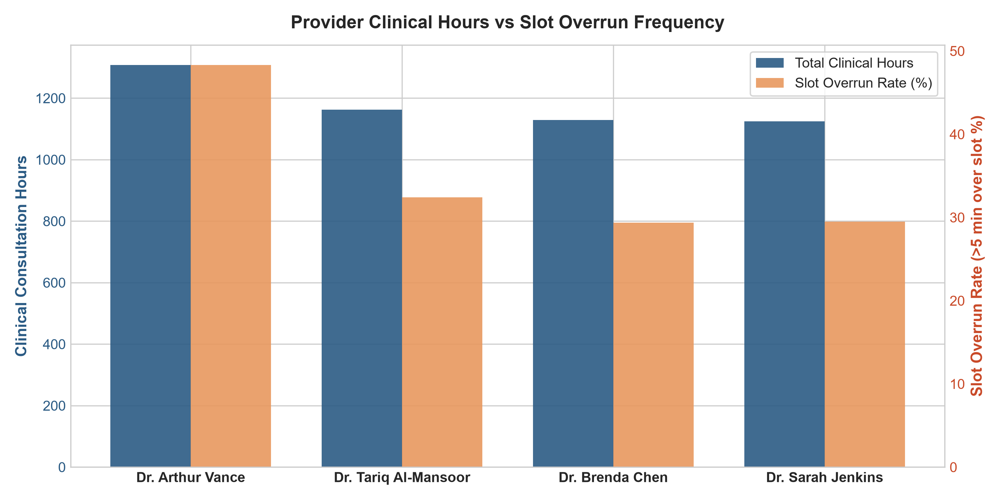 Provider Clinical Hours vs Slot Overrun Frequency
Total Clinical Hours
Slot Overrun Rate (%)
Clinical Consultation Hours
1200
1000
800
600
400
200
0
50
40
30
20
10
0
Slot Overrun Rate (>5 min over slot %)
Dr. Arthur Vance
Dr. Tariq Al-Mansoor
Dr. Brenda Chen
Dr. Sarah Jenkins